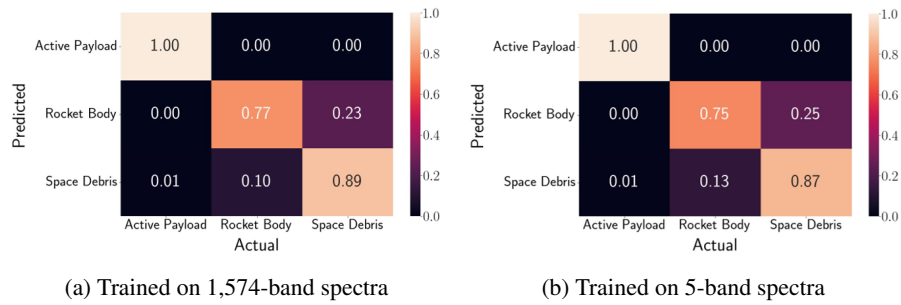 1.0
Active Payload 1.00 0.00 0.00
0.8
0.6
Predicted
Rocket Body 0.00 0.77 0.23
0.4
0.2
Space Debris 0.01 0.10 0.89
0.0
Active Payload Rocket Body Space Debris
Actual
(a) Trained on 1,574-band spectra
1.0
Active Payload 1.00 0.00 0.00
0.8
0.6
Predicted
Rocket Body 0.00 0.75 0.25
0.4
0.2
Space Debris 0.01 0.13 0.87
0.0
Active Payload Rocket Body Space Debris
Actual
(b) Trained on 5-band spectra